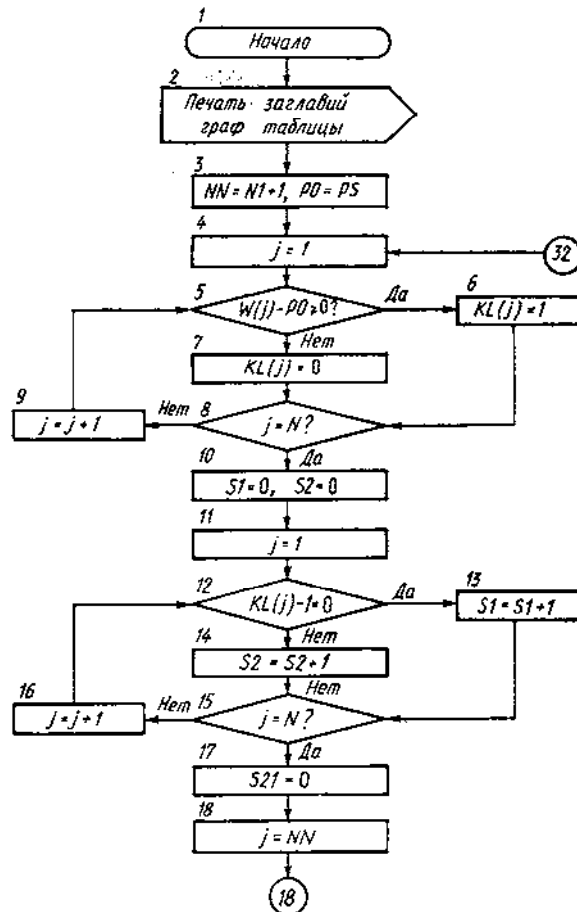 1
Начало
2
Печать заглавий
граф таблицы
3
NN = N1+1, P0 = PS
4
j = 1
32
5
W(j)-P0≥0?
Да
6
KL(j) = 1
Нет
7
KL(j) = 0
9
j = j+1
Нет
8
j = N?
10
Да
S1=0, S2=0
11
j = 1
12
KL(j)-1=0
Да
13
S1 = S1+1
Нет
14
S2 = S2+1
Нет
16
j = j+1
Нет
15
j = N?
Да
17
S21 = 0
18
j = NN
18